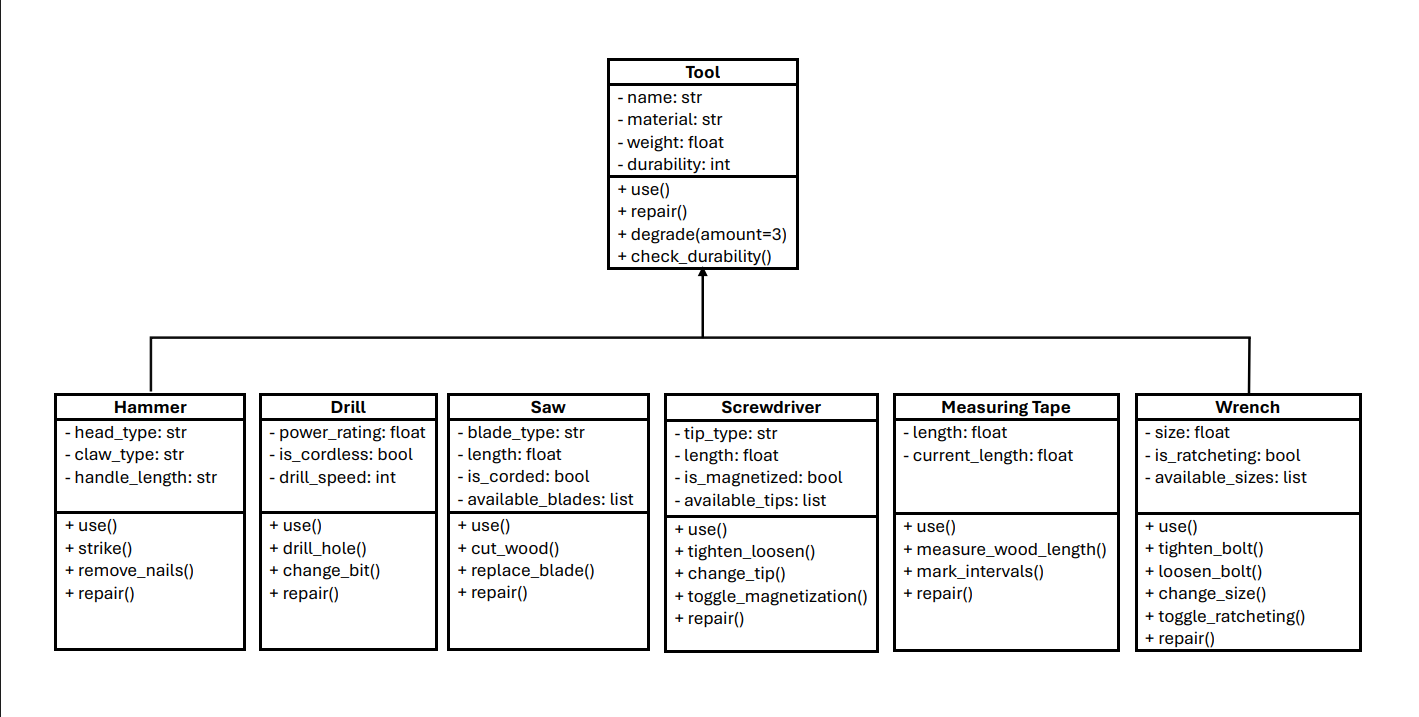 Tool
- name: str
- material: str
- weight: float
- durability: int
+ use()
+ repair()
+ degrade(amount=3)
+ check_durability()
Hammer
- head_type: str
- claw_type: str
- handle_length: str
+ use()
+ strike()
+ remove_nails()
+ repair()
Drill
- power_rating: float
- is_cordless: bool
- drill_speed: int
+ use()
+ drill_hole()
+ change_bit()
+ repair()
Saw
- blade_type: str
- length: float
- is_corded: bool
- available_blades: list
+ use()
+ cut_wood()
+ replace_blade()
+ repair()
Screwdriver
- tip_type: str
- length: float
- is_magnetized: bool
- available_tips: list
+ use()
+ tighten_loosen()
+ change_tip()
+ toggle_magnetization()
+ repair()
Measuring Tape
- length: float
- current_length: float
+ use()
+ measure_wood_length()
+ mark_intervals()
+ repair()
Wrench
- size: float
- is_ratcheting: bool
- available_sizes: list
+ use()
+ tighten_bolt()
+ loosen_bolt()
+ change_size()
+ toggle_ratcheting()
+ repair()